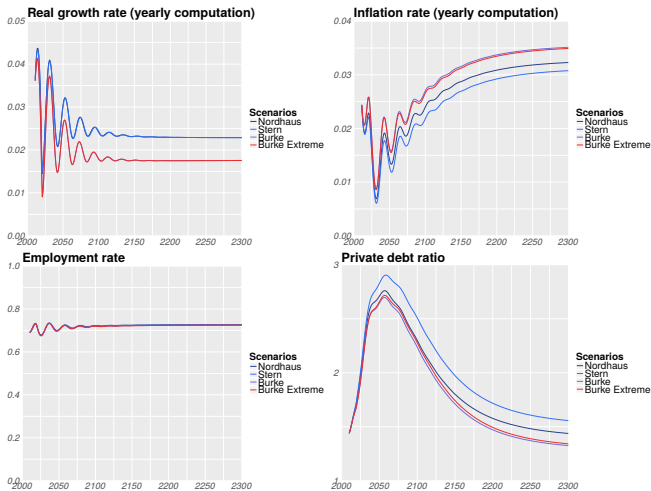 Real growth rate (yearly computation)
0.05
0.04
0.03
0.02
0.01
0.00
2000 2050 2100 2150 2200 2250 2300
Scenarios
Nordhaus
Stern
Burke
Burke Extreme
Inflation rate (yearly computation)
0.04
0.03
0.02
0.01
0.00
2000 2050 2100 2150 2200 2250 2300
Scenarios
Nordhaus
Stern
Burke
Burke Extreme
Employment rate
1.0
0.8
0.6
0.4
0.2
0.0
2000 2050 2100 2150 2200 2250 2300
Scenarios
Nordhaus
Stern
Burke
Burke Extreme
Private debt ratio
3
2
1
2000 2050 2100 2150 2200 2250 2300
Scenarios
Nordhaus
Stern
Burke
Burke Extreme